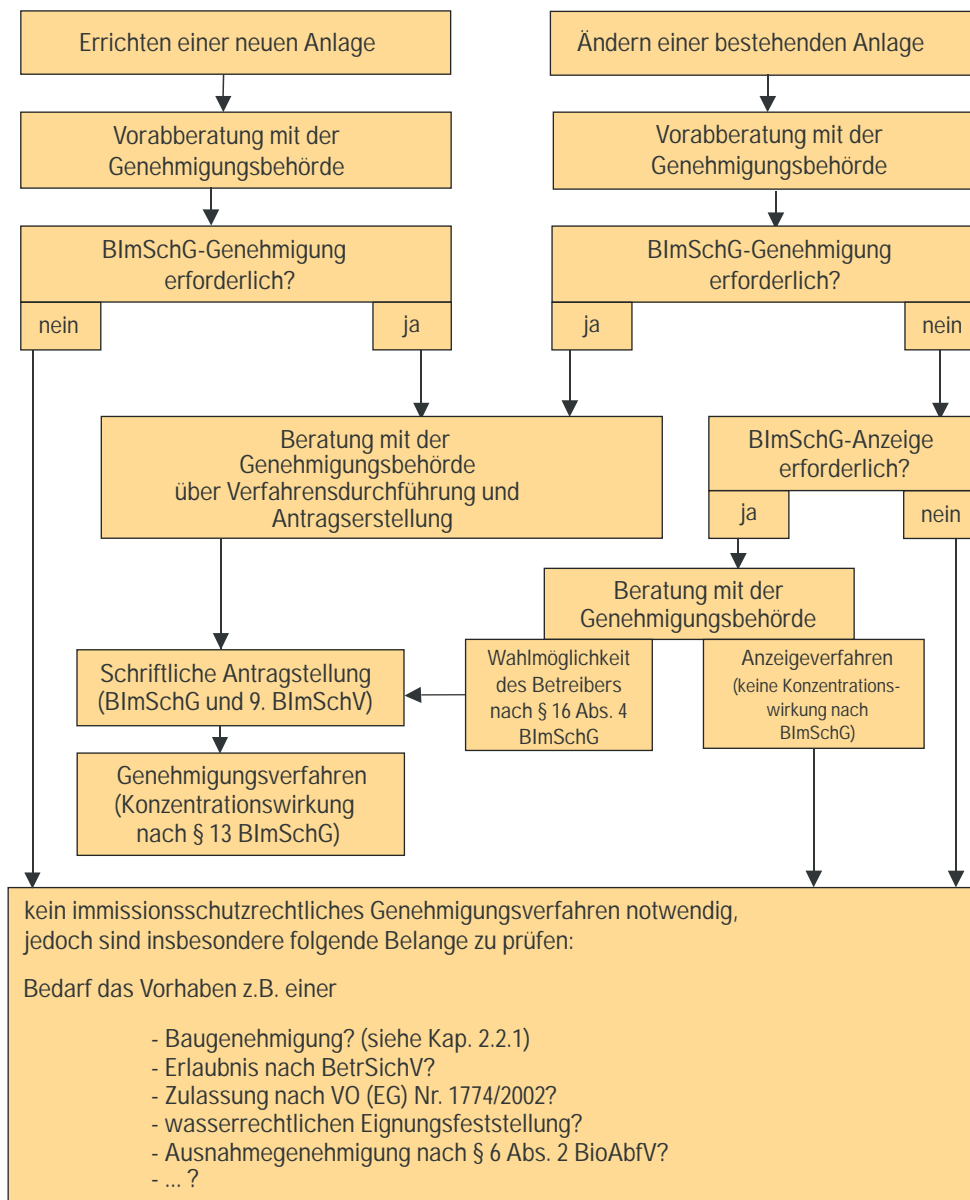 Errichten einer neuen Anlage
Ändern einer bestehenden Anlage
Vorabberatung mit der
Genehmigungsbehörde
Vorabberatung mit der
Genehmigungsbehörde
BImSchG-Genehmigung
erforderlich?
nein
ja
BImSchG-Genehmigung
erforderlich?
ja
nein
Beratung mit der
Genehmigungsbehörde
über Verfahrensdurchführung und
Antragserstellung
BImSchG-Anzeige
erforderlich?
ja
nein
Beratung mit der
Genehmigungsbehörde
Schriftliche Antragstellung
(BImSchG und 9. BImSchV)
Wahlmöglichkeit
des Betreibers
nach § 16 Abs. 4
BImSchG
Anzeigeverfahren
(keine Konzentrations-
wirkung nach
BImSchG)
Genehmigungsverfahren
(Konzentrationswirkung
nach § 13 BImSchG)
kein immissionsschutzrechtliches Genehmigungsverfahren notwendig,
jedoch sind insbesondere folgende Belange zu prüfen:
Bedarf das Vorhaben z.B. einer
- Baugenehmigung? (siehe Kap. 2.2.1)
- Erlaubnis nach BetrSichV?
- Zulassung nach VO (EG) Nr. 1774/2002?
- wasserrechtlichen Eignungsfeststellung?
- Ausnahmegenehmigung nach § 6 Abs. 2 BioAbfV?
- ... ?